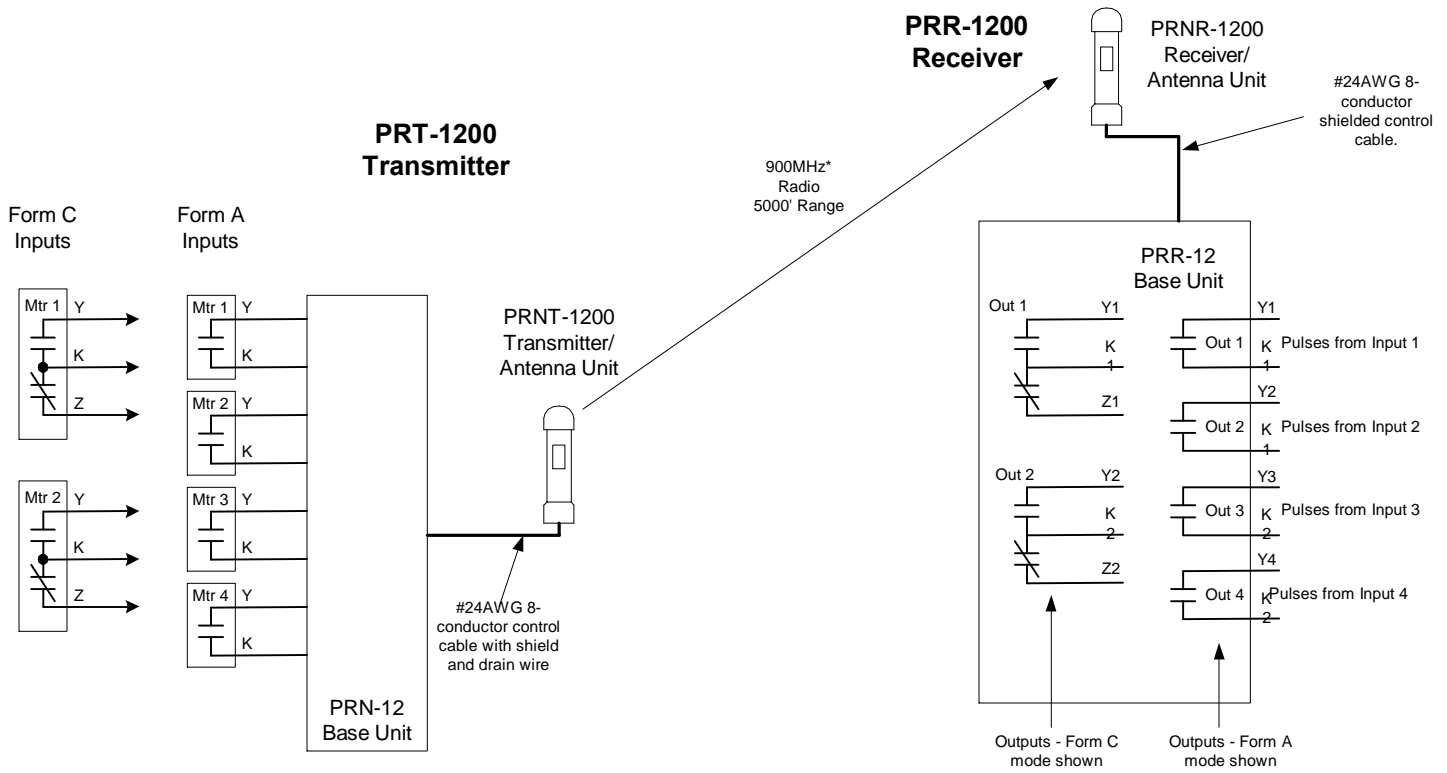 PRR-1200
Receiver
PRNR-1200
Receiver/
Antenna Unit
#24AWG 8-
conductor
shielded control
cable.
PRT-1200
Transmitter
900MHz*
Radio
5000' Range
Form C
Inputs
Form A
Inputs
Mtr 1
Y
K
Z
Mtr 2
Y
K
Z
Mtr 1
Y
K
Mtr 2
Y
K
Mtr 3
Y
K
Mtr 4
Y
K
PRN-12
Base Unit
PRNT-1200
Transmitter/
Antenna Unit
#24AWG 8-
conductor control
cable with shield
and drain wire
PRR-12
Base Unit
Out 1
Y1
K
1
Z1
Out 2
Y2
K
2
Z2
Y1
Out 1
K
1
Pulses from Input 1
Y2
Out 2
K
1
Pulses from Input 2
Y3
Out 3
K
2
Pulses from Input 3
Y4
Out 4
K
2
Pulses from Input 4
Outputs - Form C
mode shown
Outputs - Form A
mode shown